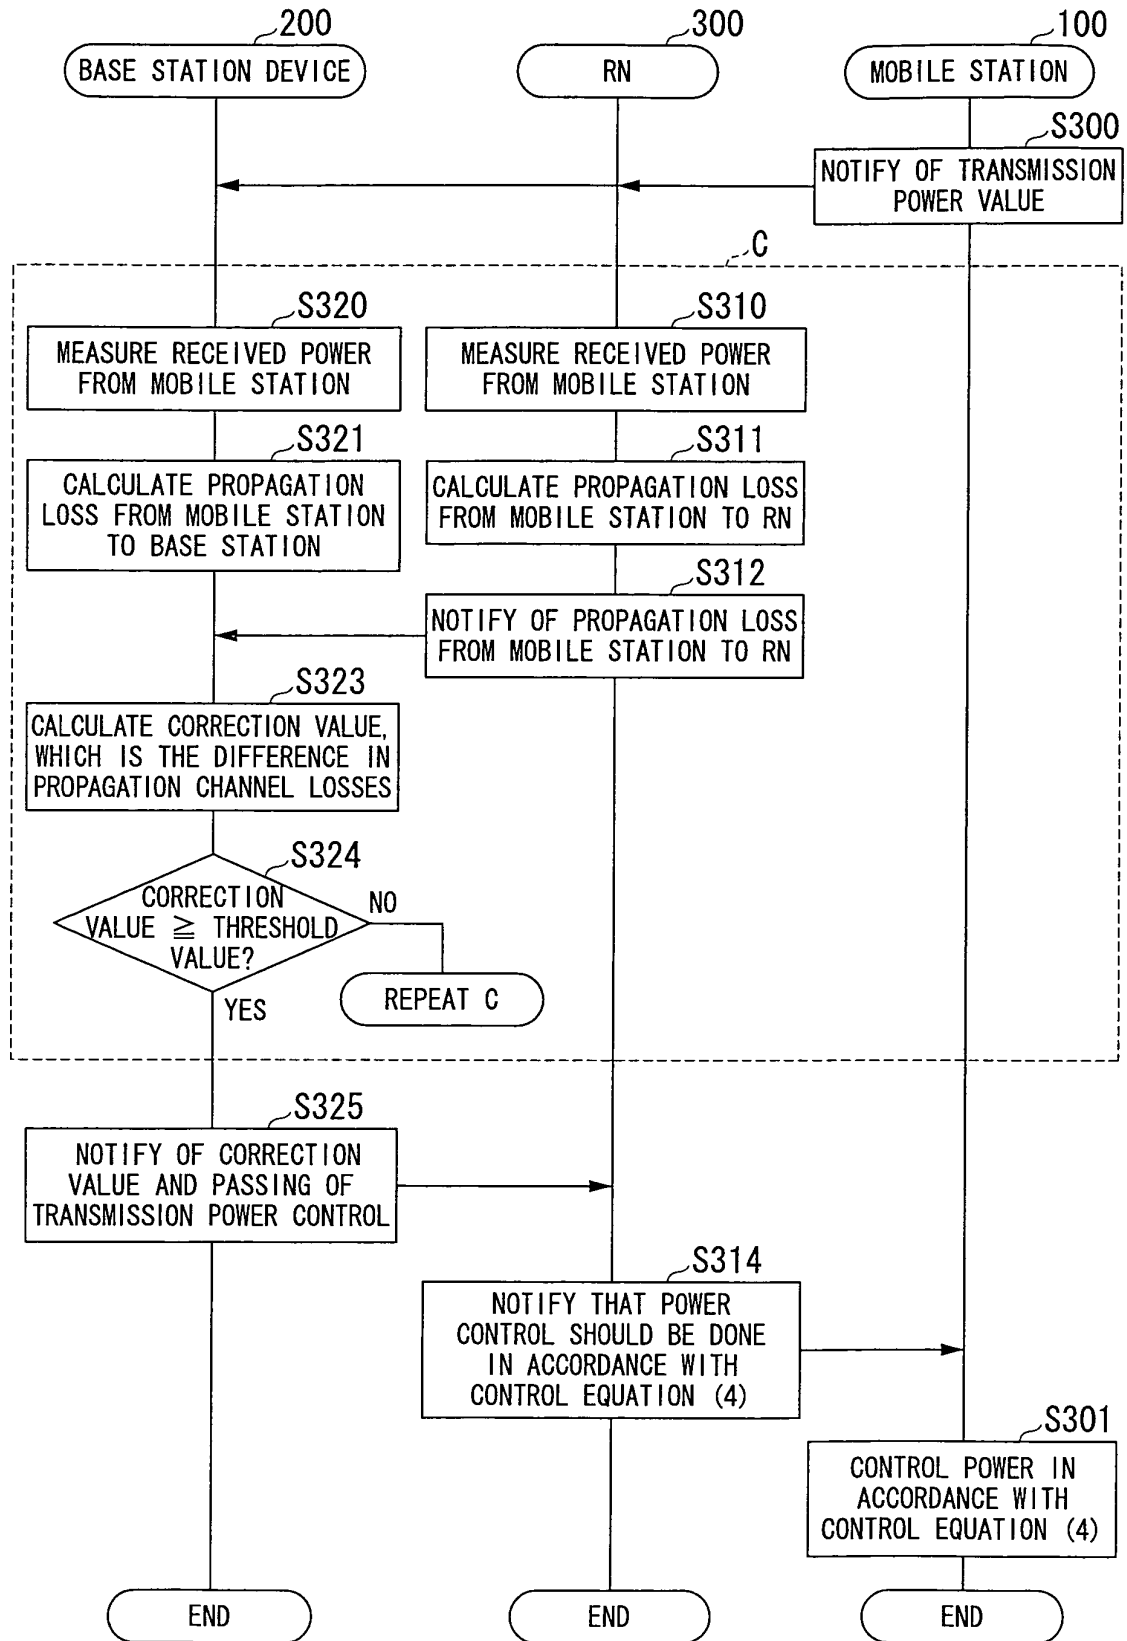 200
300
100
BASE STATION DEVICE
RN
MOBILE STATION
S300
NOTIFY OF TRANSMISSION
POWER VALUE
C
S320
MEASURE RECEIVED POWER
FROM MOBILE STATION
S310
MEASURE RECEIVED POWER
FROM MOBILE STATION
S321
CALCULATE PROPAGATION
LOSS FROM MOBILE STATION
TO BASE STATION
S311
CALCULATE PROPAGATION LOSS
FROM MOBILE STATION TO RN
S312
NOTIFY OF PROPAGATION LOSS
FROM MOBILE STATION TO RN
S323
CALCULATE CORRECTION VALUE,
WHICH IS THE DIFFERENCE IN
PROPAGATION CHANNEL LOSSES
S324
CORRECTION
VALUE ≧ THRESHOLD
VALUE?
NO
REPEAT C
YES
S325
NOTIFY OF CORRECTION
VALUE AND PASSING OF
TRANSMISSION POWER CONTROL
S314
NOTIFY THAT POWER
CONTROL SHOULD BE DONE
IN ACCORDANCE WITH
CONTROL EQUATION (4)
S301
CONTROL POWER IN
ACCORDANCE WITH
CONTROL EQUATION (4)
END
END
END